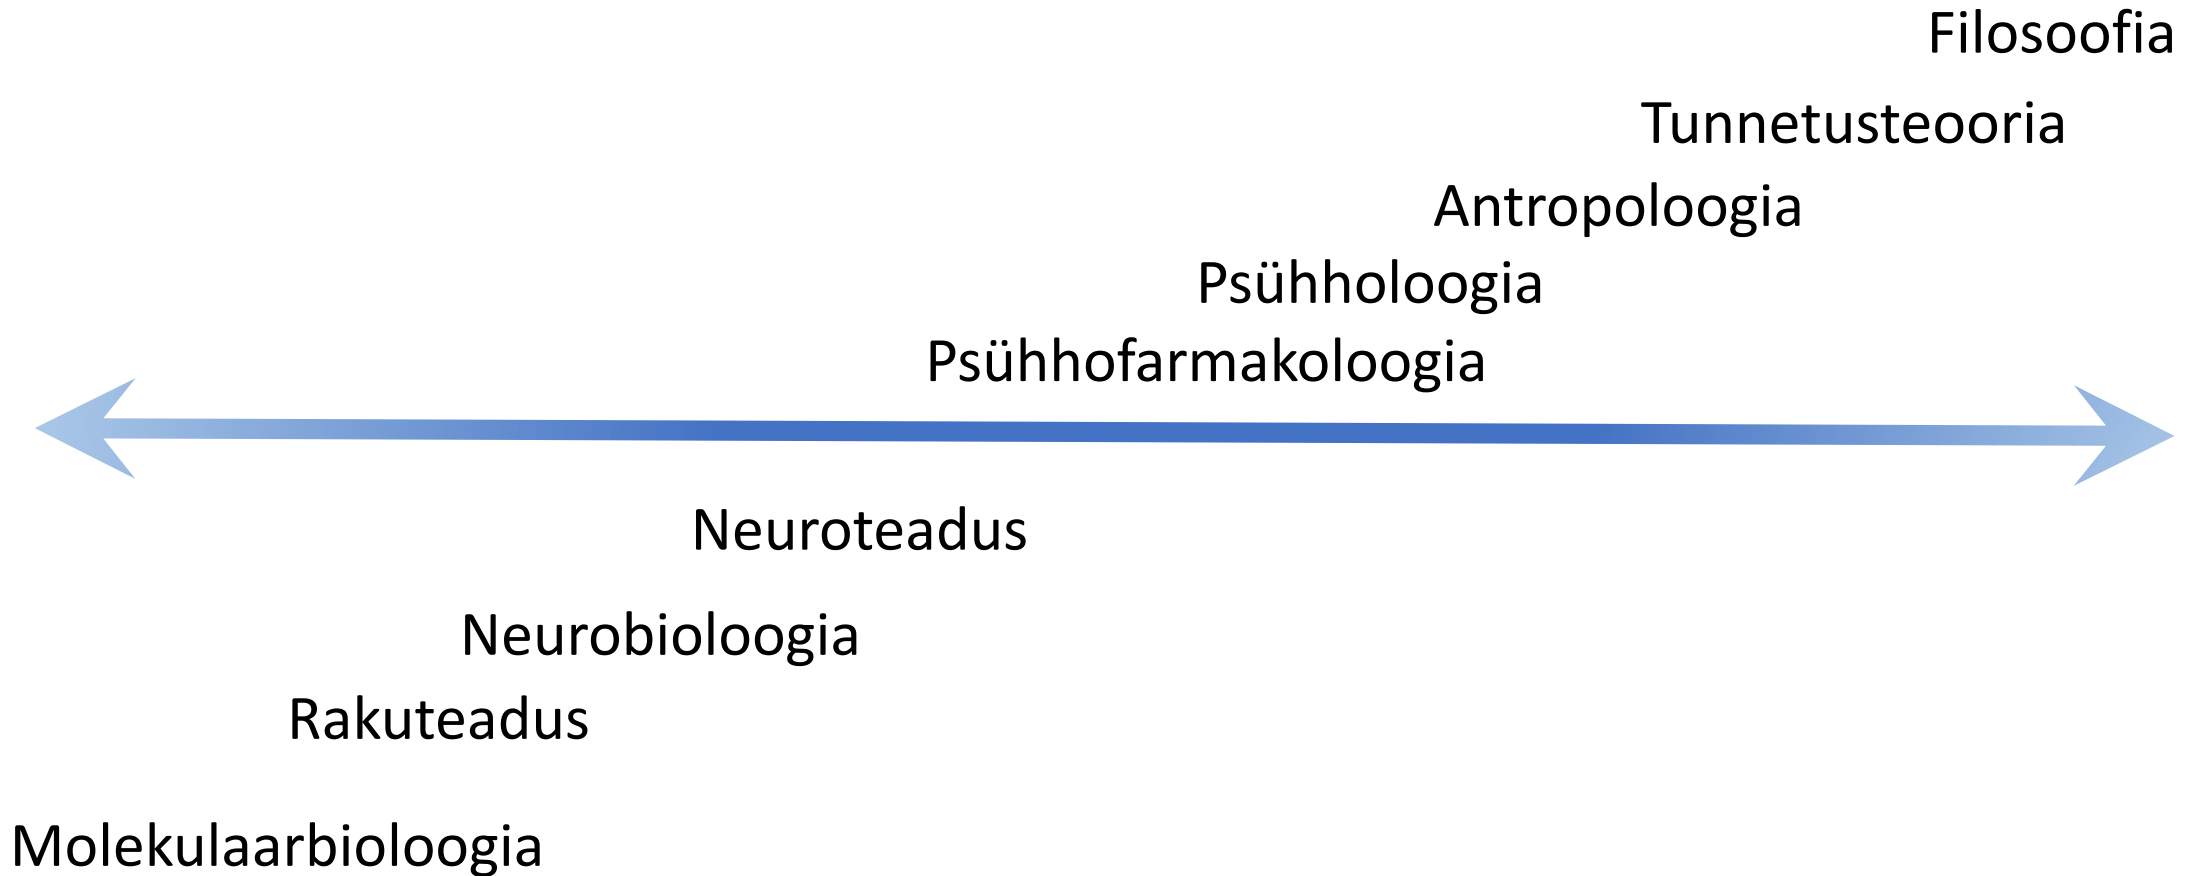 Filosoofia
Tunnetusteooria
Antropoloogia
Psühholoogia
Psühhofarmakoloogia
Neuroteadus
Neurobioloogia
Rakuteadus
Molekulaarbioloogia